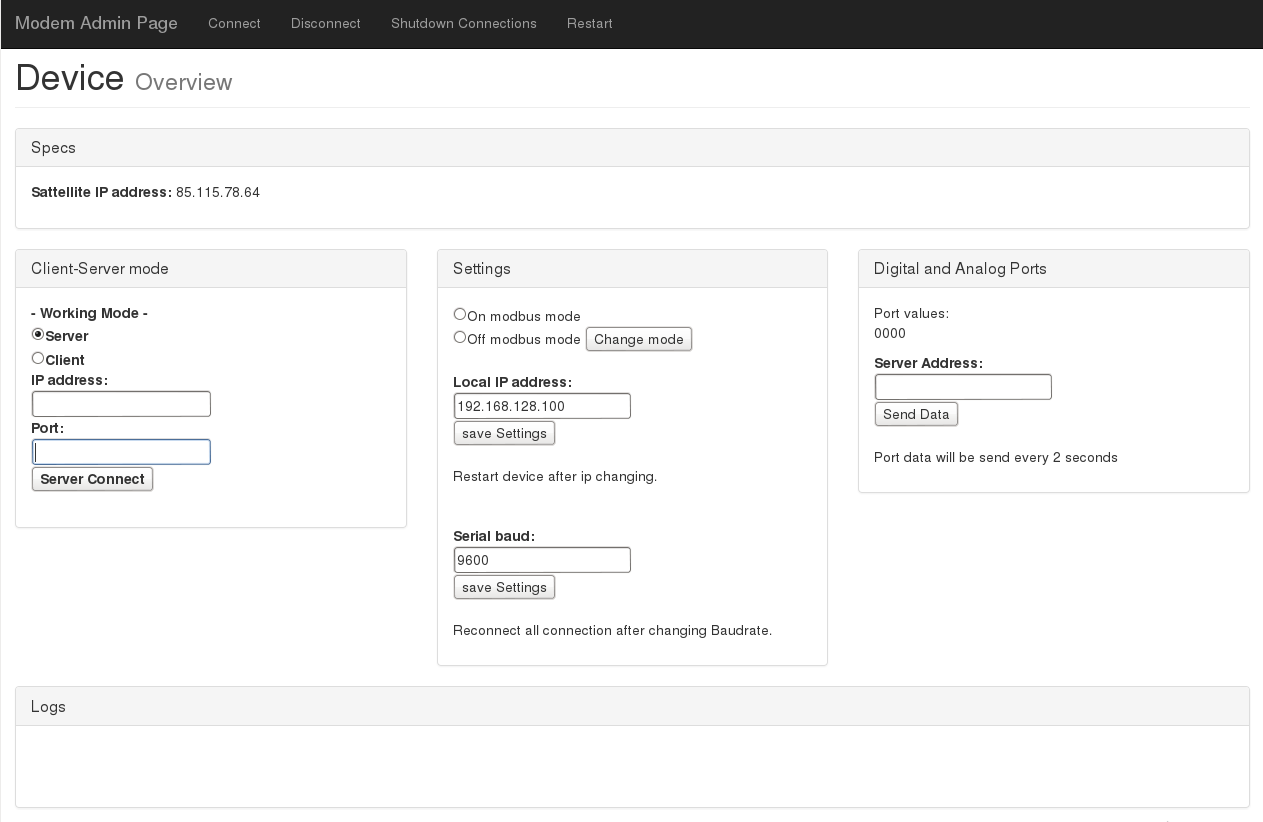 Modem Admin Page Connect Disconnect Shutdown Connections Restart
Device Overview
Specs
Sattellite IP address: 85.115.78.64
Client-Server mode
- Working Mode -
Server
Client
IP address:
Port:
Server Connect
Settings
On modbus mode
Off modbus mode Change mode
Local IP address:
192.168.128.100
save Settings
Restart device after ip changing.
Serial baud:
9600
save Settings
Reconnect all connection after changing Baudrate.
Digital and Analog Ports
Port values:
0000
Server Address:
Send Data
Port data will be send every 2 seconds
Logs